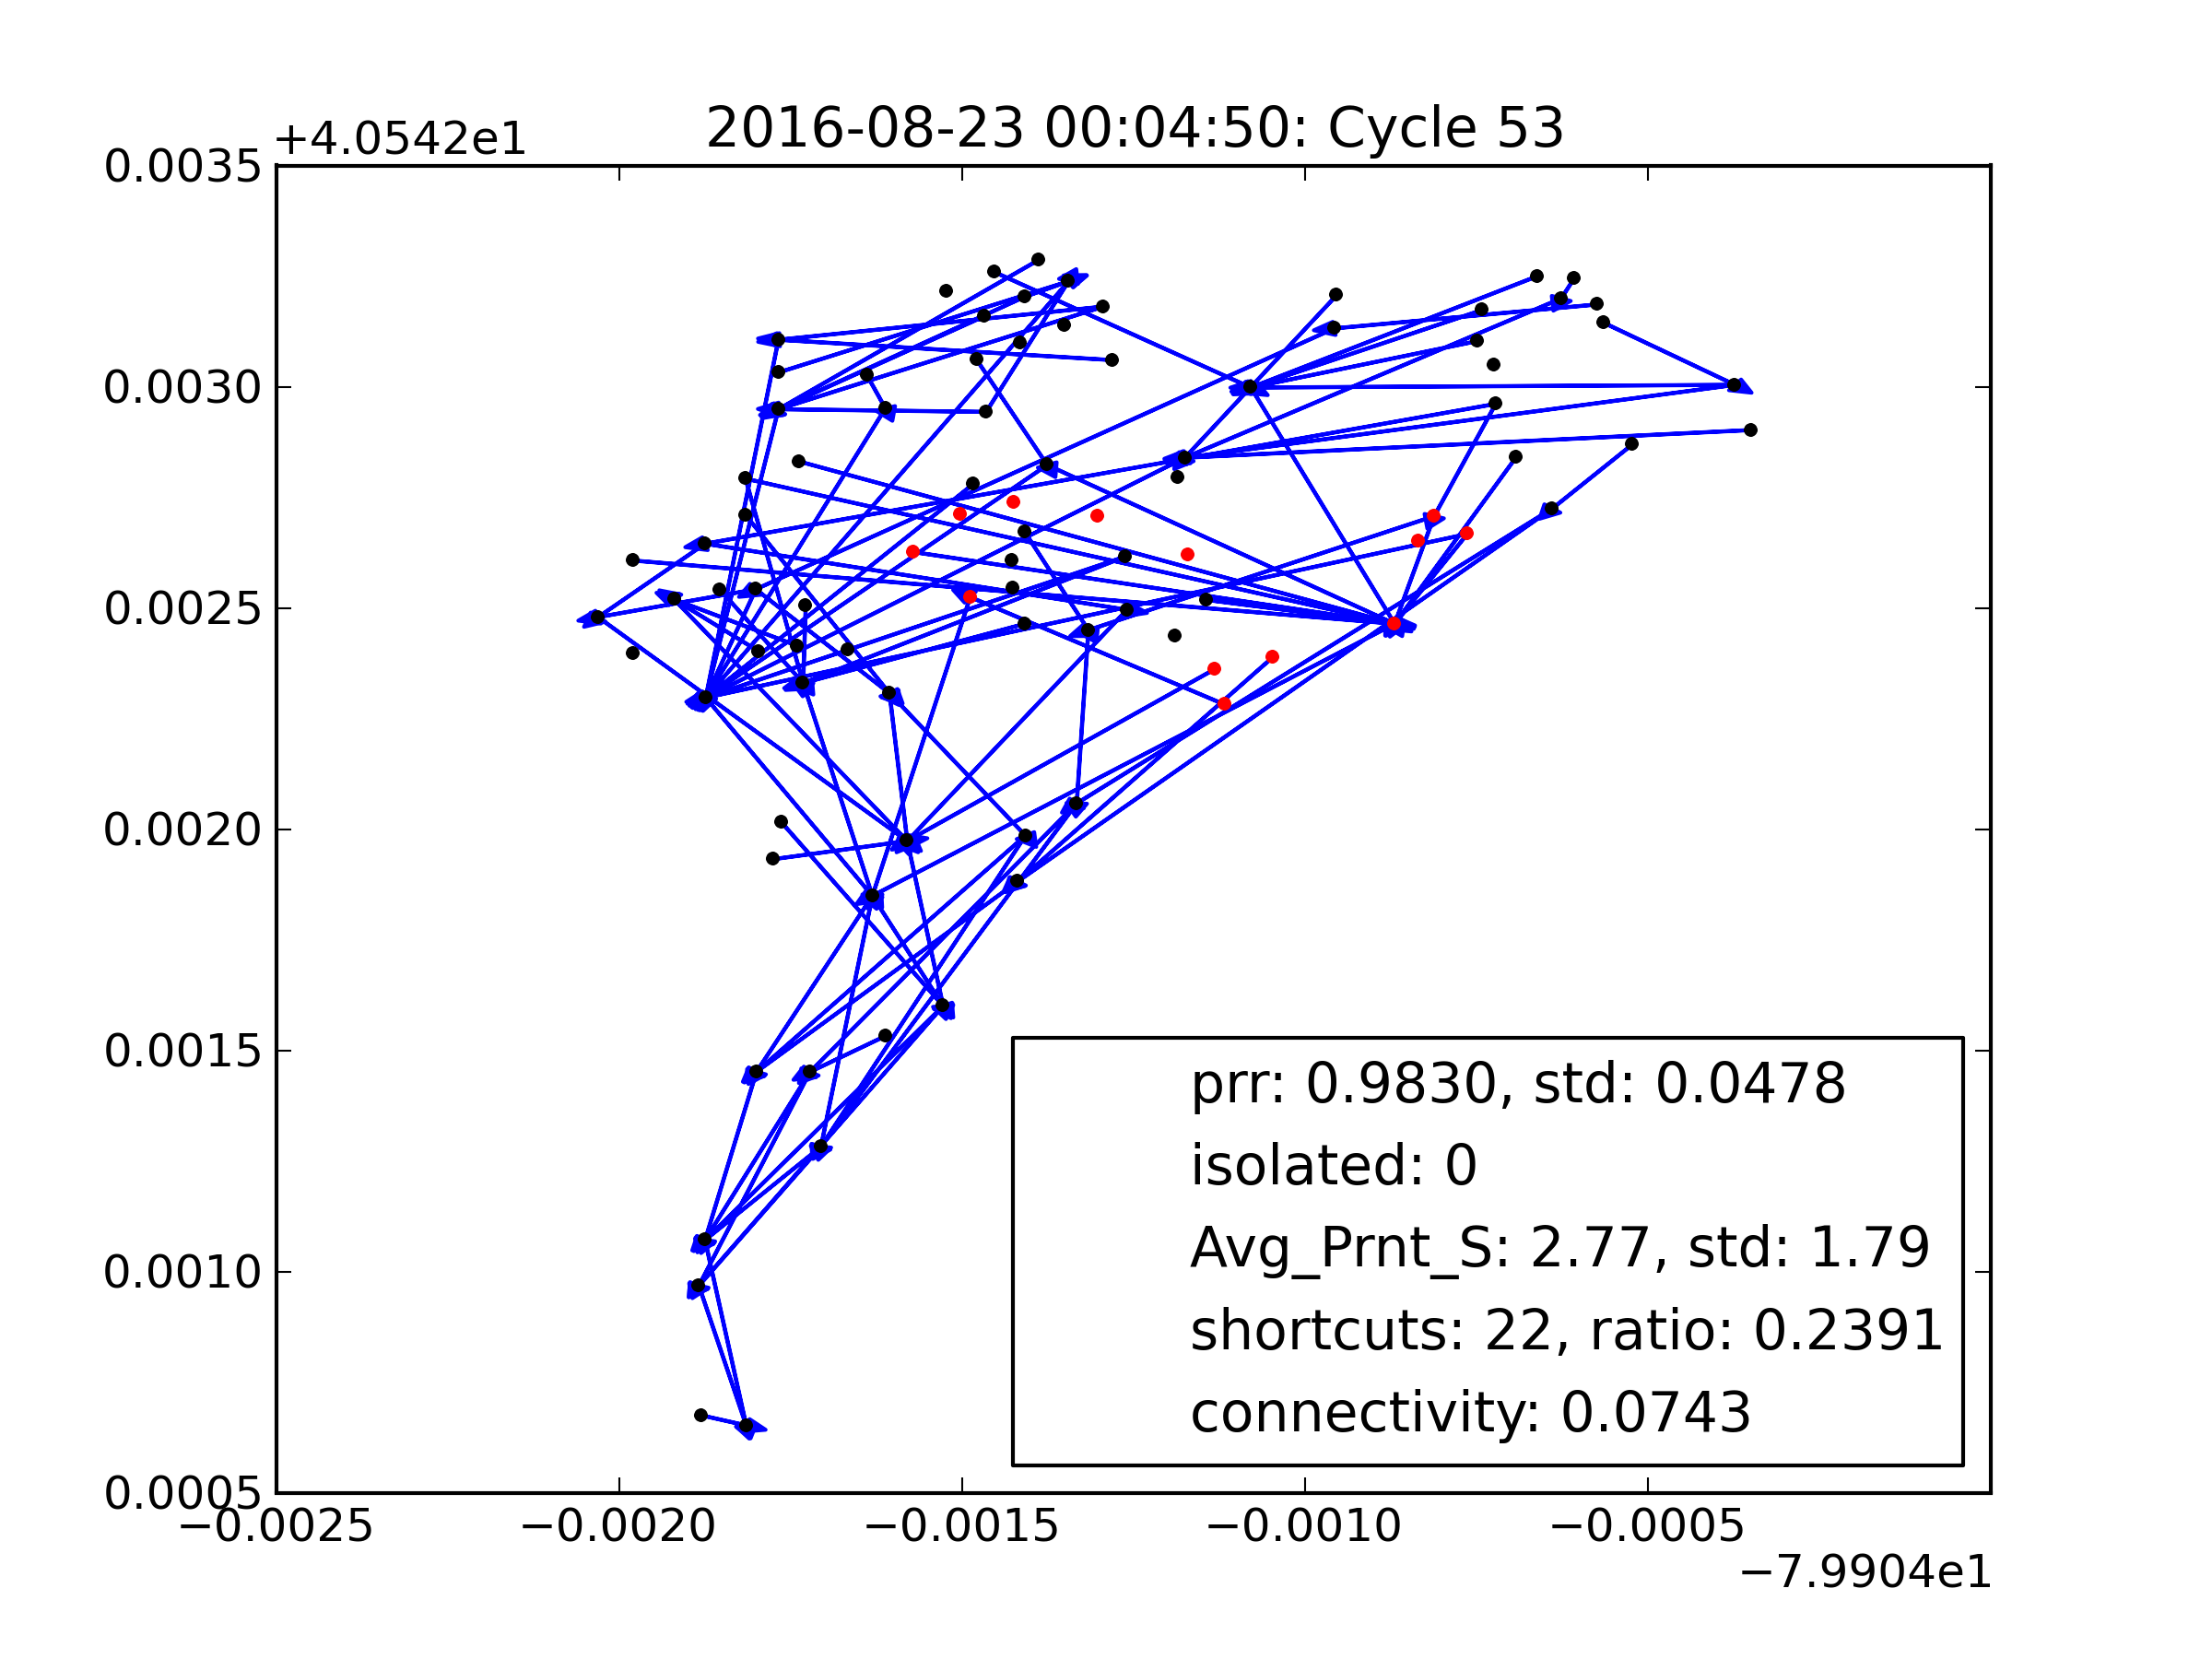 2016-08-23 00:04:50: Cycle 53
+4.0542e1
0.0035
0.0030
0.0025
0.0020
0.0015
0.0010
0.0005
prr: 0.9830, std: 0.0478
isolated: 0
Avg_Prnt_S: 2.77, std: 1.79
shortcuts: 22, ratio: 0.2391
connectivity: 0.0743
−0.0025 −0.0020 −0.0015 −0.0010 −0.0005
−7.9904e1